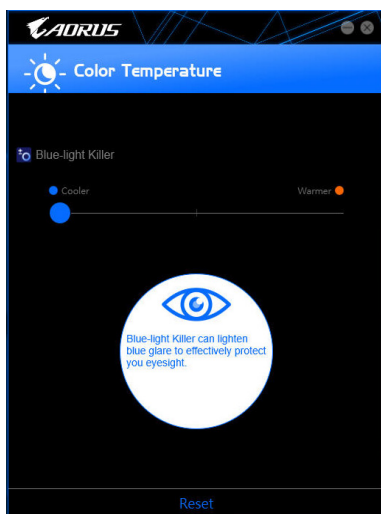 AORUS
Color Temperature
Blue-light Killer
Cooler Warmer
Blue-light Killer can lighten
blue glare to effectively protect
you eyesight.
Reset